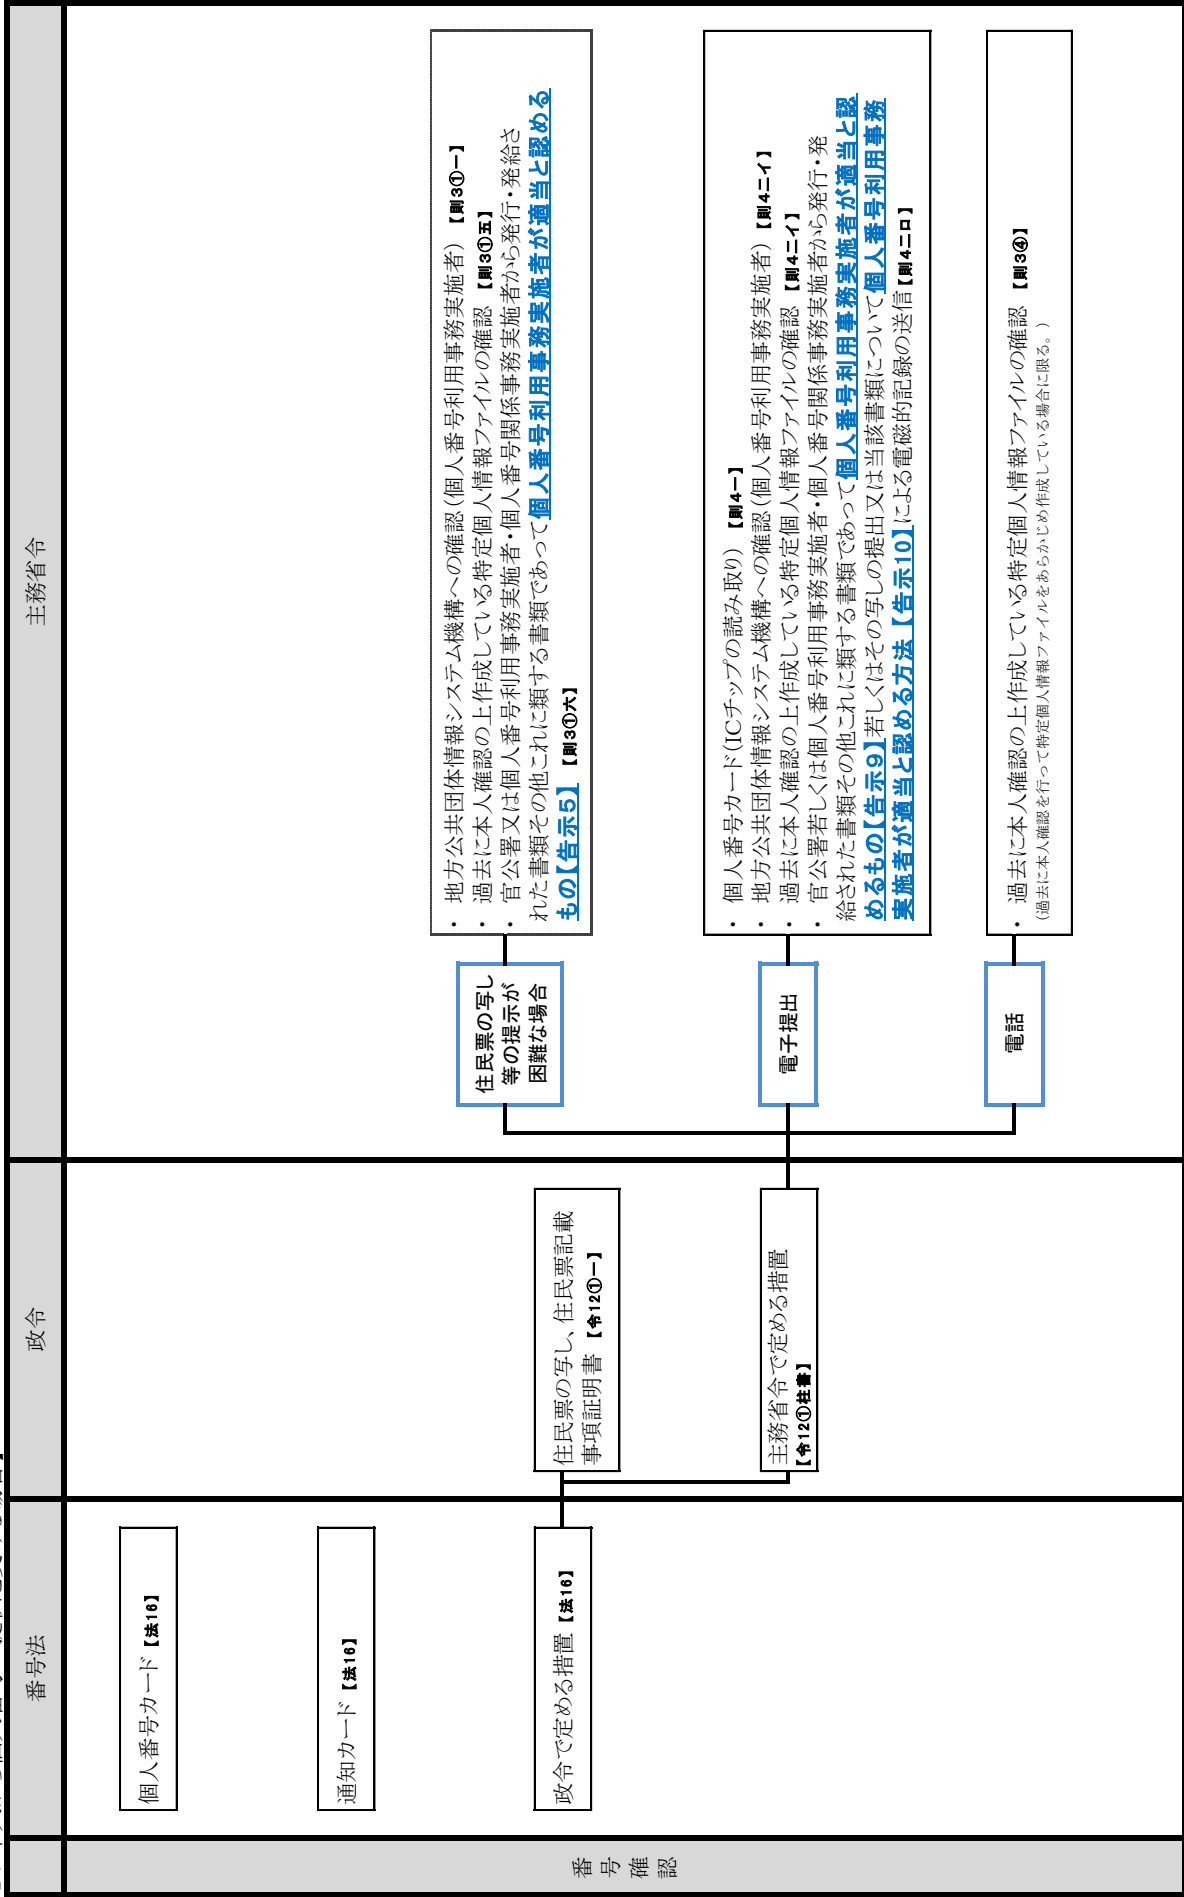 番号法
政令
主務省令
番号確認
個人番号カード【法16】
通知カード【法16】
政令で定める措置【法16】
住民票の写し、住民票記載
事項証明書【令12①一】
主務省令で定める措置
【令12①柱書】
住民票の写し
等の提示が
困難な場合
・ 地方公共団体情報システム機構への確認（個人番号利用事務実施者）【則3①一】
・ 過去に本人確認の上作成している特定個人情報ファイルの確認【則3①五】
・ 官公署又は個人番号利用事務実施者・個人番号関係事務実施者から発行・発給さ
れた書類その他これに類する書類であって個人番号利用事務実施者が適当と認める
もの【告示5】【則3①六】
電子提出
・ 個人番号カード（ICチップの読み取り）【則4一】
・ 地方公共団体情報システム機構への確認（個人番号利用事務実施者）【則4二イ】
・ 過去に本人確認の上作成している特定個人情報ファイルの確認【則4二イ】
・ 官公署若しくは個人番号利用事務実施者・個人番号関係事務実施者から発行・発
給された書類その他これに類する書類であって個人番号利用事務実施者が適当と認
めるもの【告示9】若しくはその写しの提出又は当該書類について個人番号利用事務
実施者が適当と認める方法【告示10】による電磁的記録の送信【則4二ロ】
電話
・ 過去に本人確認の上作成している特定個人情報ファイルの確認【則3④】
（過去に本人確認を行って特定個人情報ファイルをあらかじめ作成している場合に限る。）